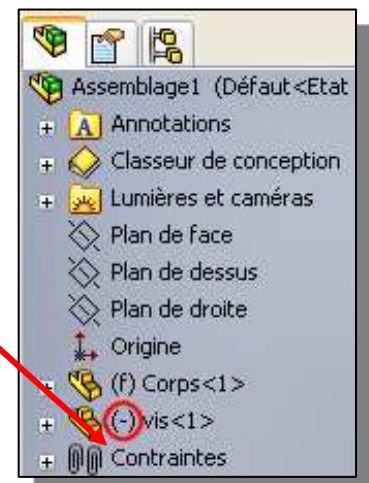 Assemblage1 (Défaut<Etat
A Annotations
Classeur de conception
Lumières et caméras
Plan de face
Plan de dessus
Plan de droite
Origine
(f) Corps<1>
(-) vis<1>
Contraintes